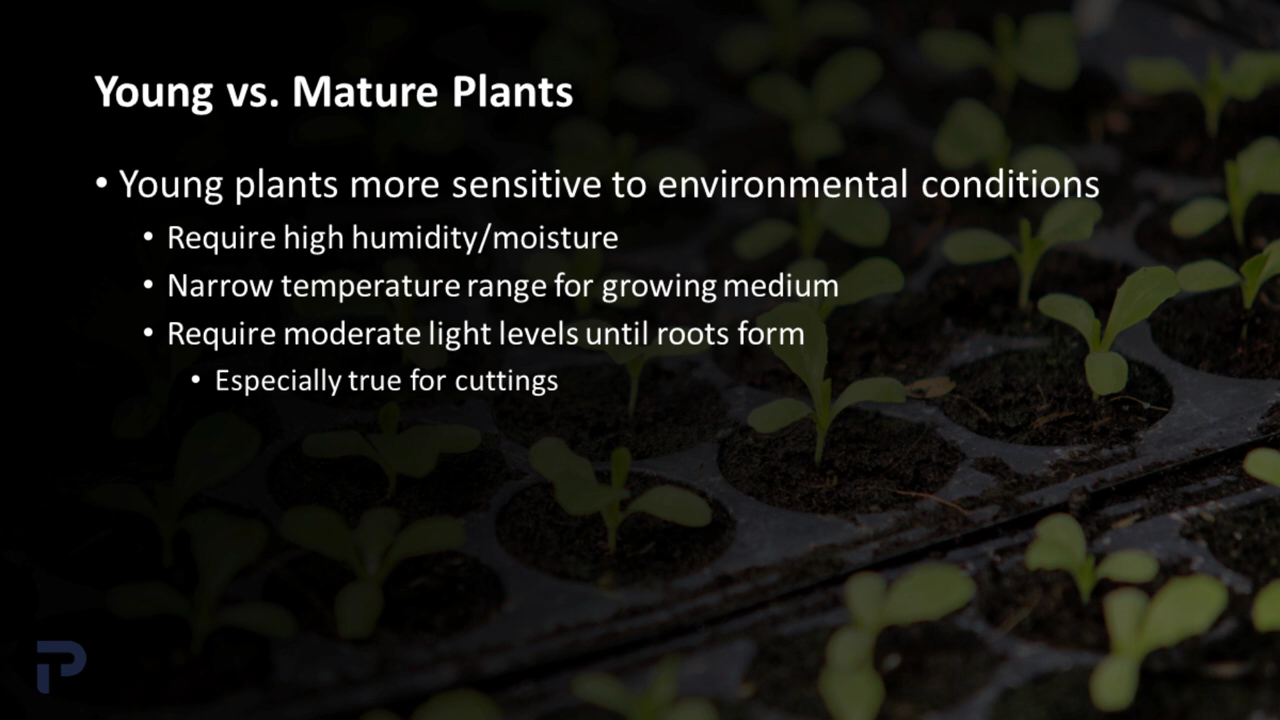 Young vs. Mature Plants
• Young plants more sensitive to environmental conditions
• Require high humidity/moisture
• Narrow temperature range for growing medium
• Require moderate light levels until roots form
• Especially true for cuttings